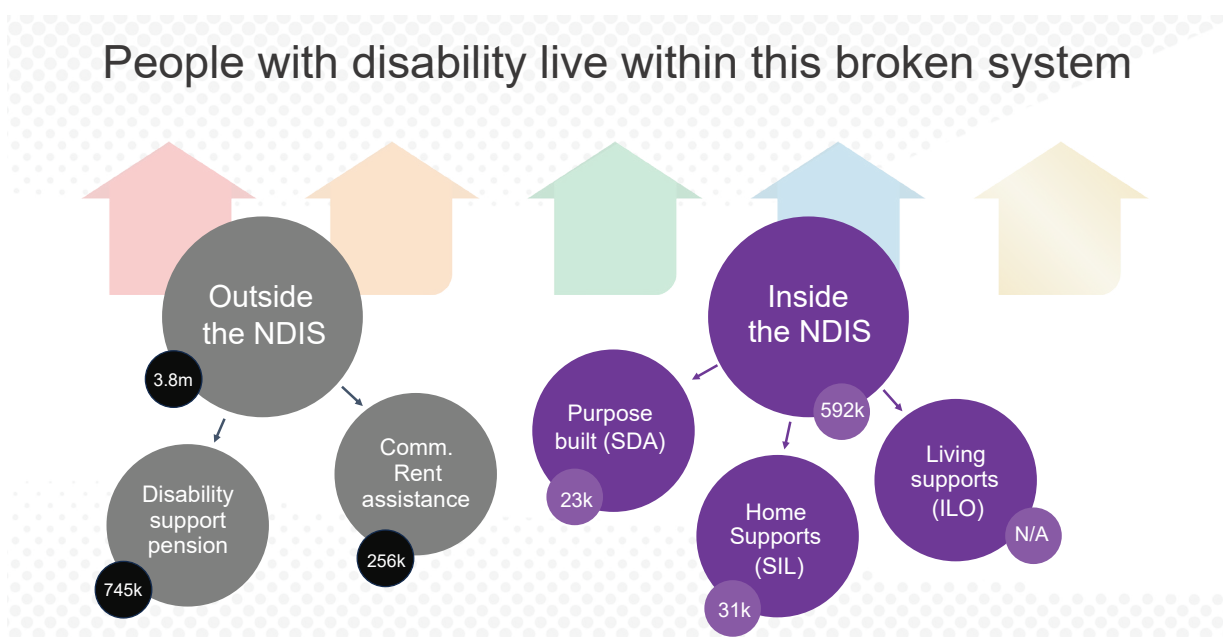 People with disability live within this broken system
Outside
the NDIS
3.8m
Disability
support
pension
745k
Comm.
Rent
assistance
256k
Inside
the NDIS
592k
Purpose
built (SDA)
23k
Home
Supports
(SIL)
31k
Living
supports
(ILO)
N/A